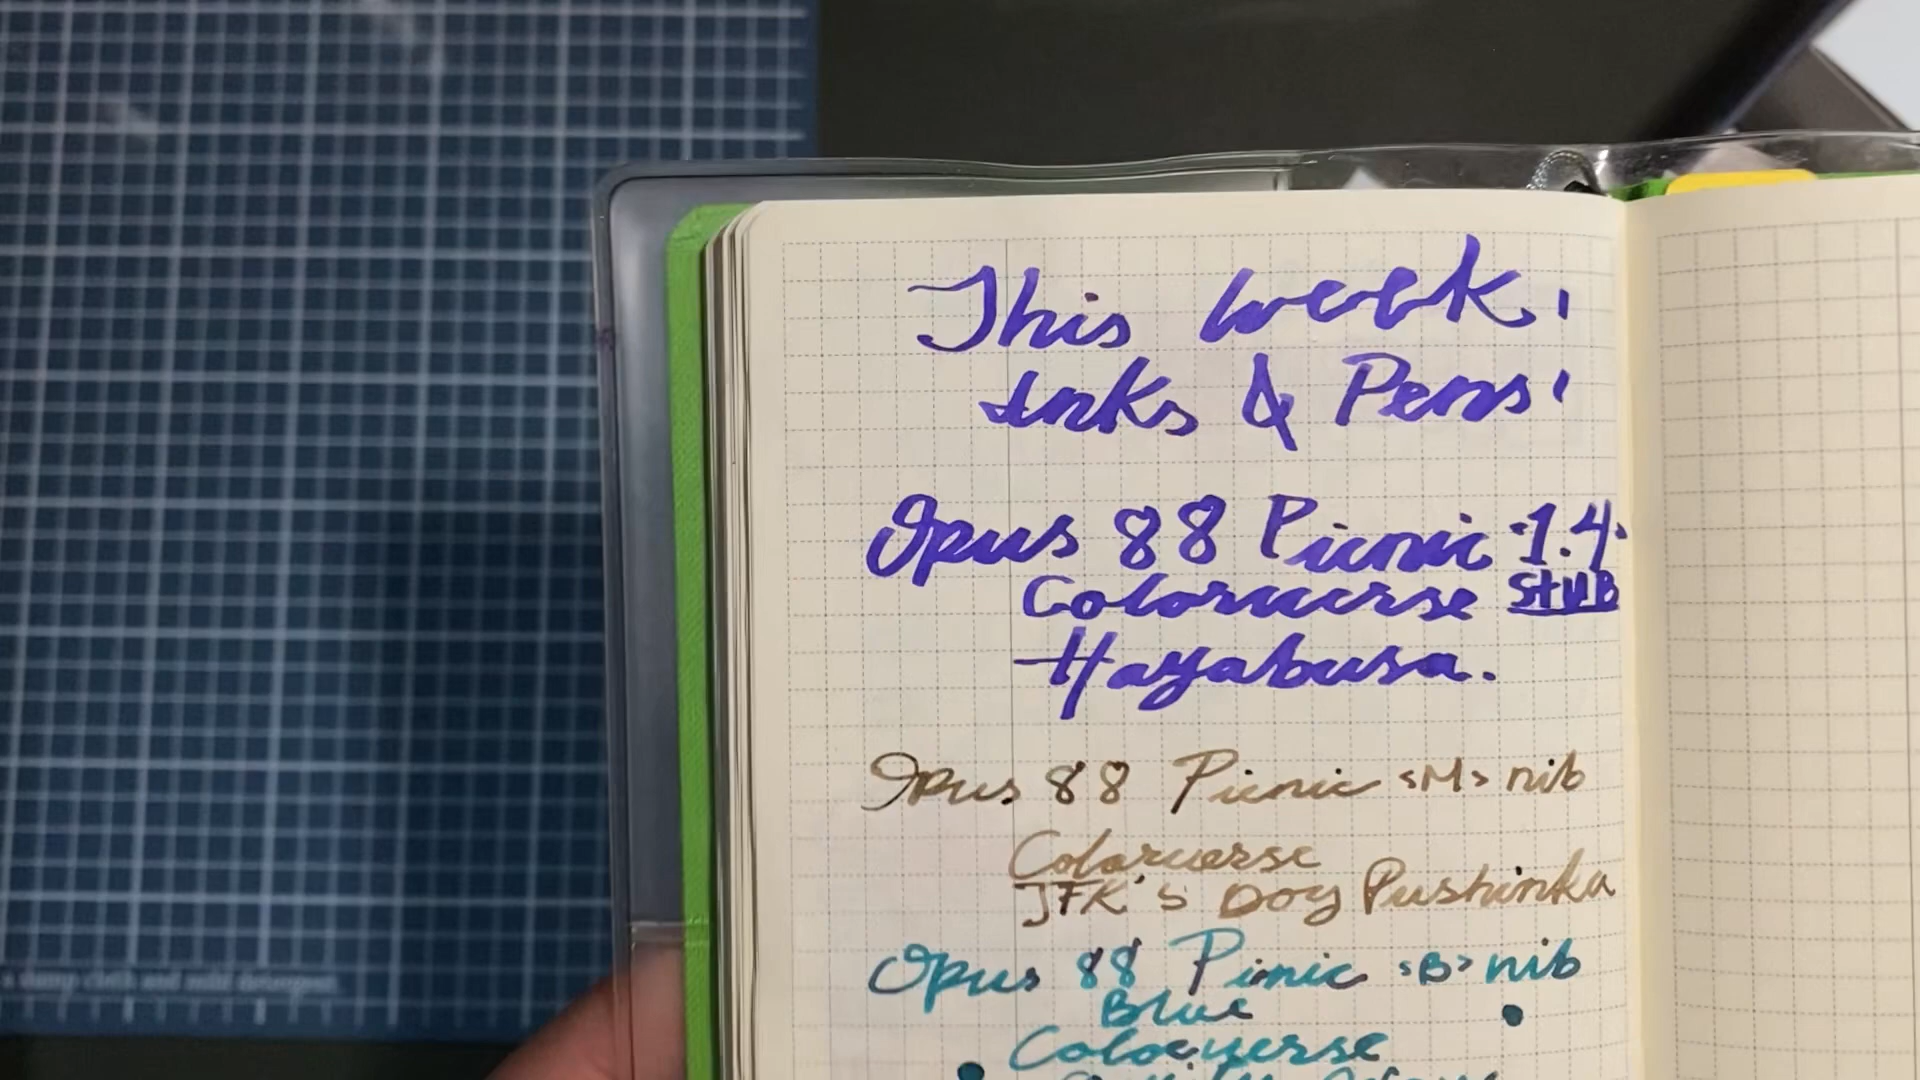 This week,
Inks & Pens,
Opus 88 Picnic ·1.4·
Colorverse StuB
Hayabusa.
Opus 88 Picnic <M> nib
Colorverse
JFK's Dog Pushinka
Opus 88 Picnic <B> nib
Blue
Colorverse